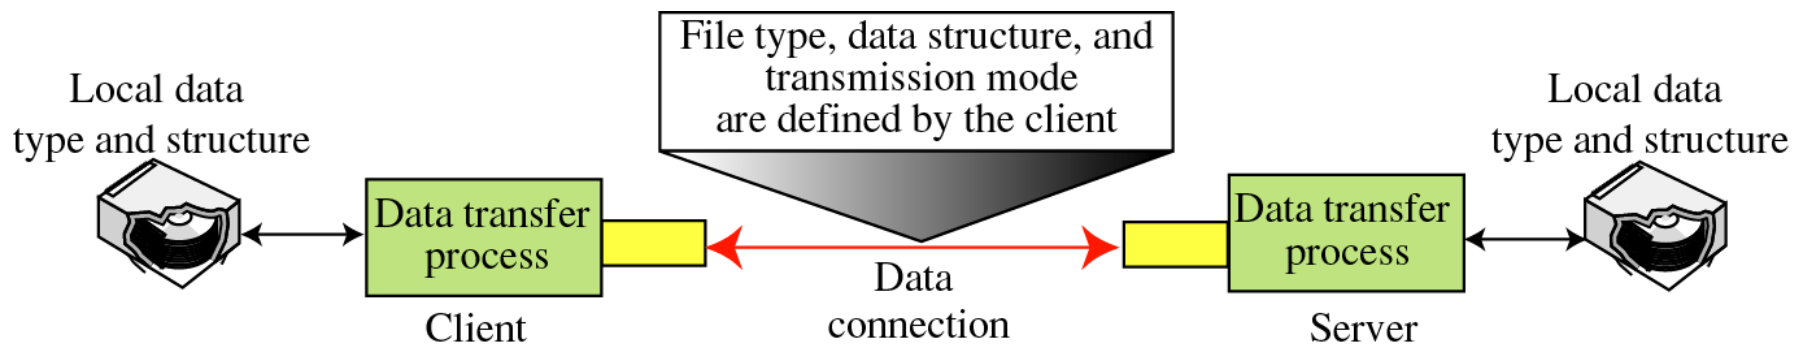 File type, data structure, and
transmission mode
are defined by the client
Local data
type and structure
Local data
type and structure
Data transfer
process
Data transfer
process
Data
connection
Client
Server